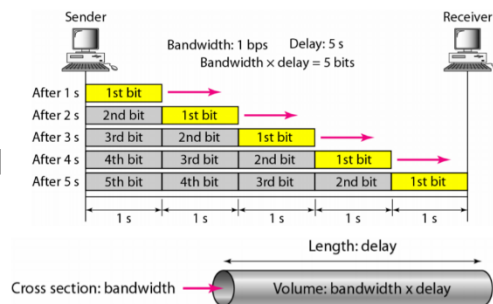 Sender Receiver
Bandwidth: 1 bps Delay: 5 s
Bandwidth × delay = 5 bits
After 1 s 1st bit
After 2 s 2nd bit 1st bit
After 3 s 3rd bit 2nd bit 1st bit
After 4 s 4th bit 3rd bit 2nd bit 1st bit
After 5 s 5th bit 4th bit 3rd bit 2nd bit 1st bit
1 s 1 s 1 s 1 s 1 s
Length: delay
Cross section: bandwidth Volume: bandwidth x delay